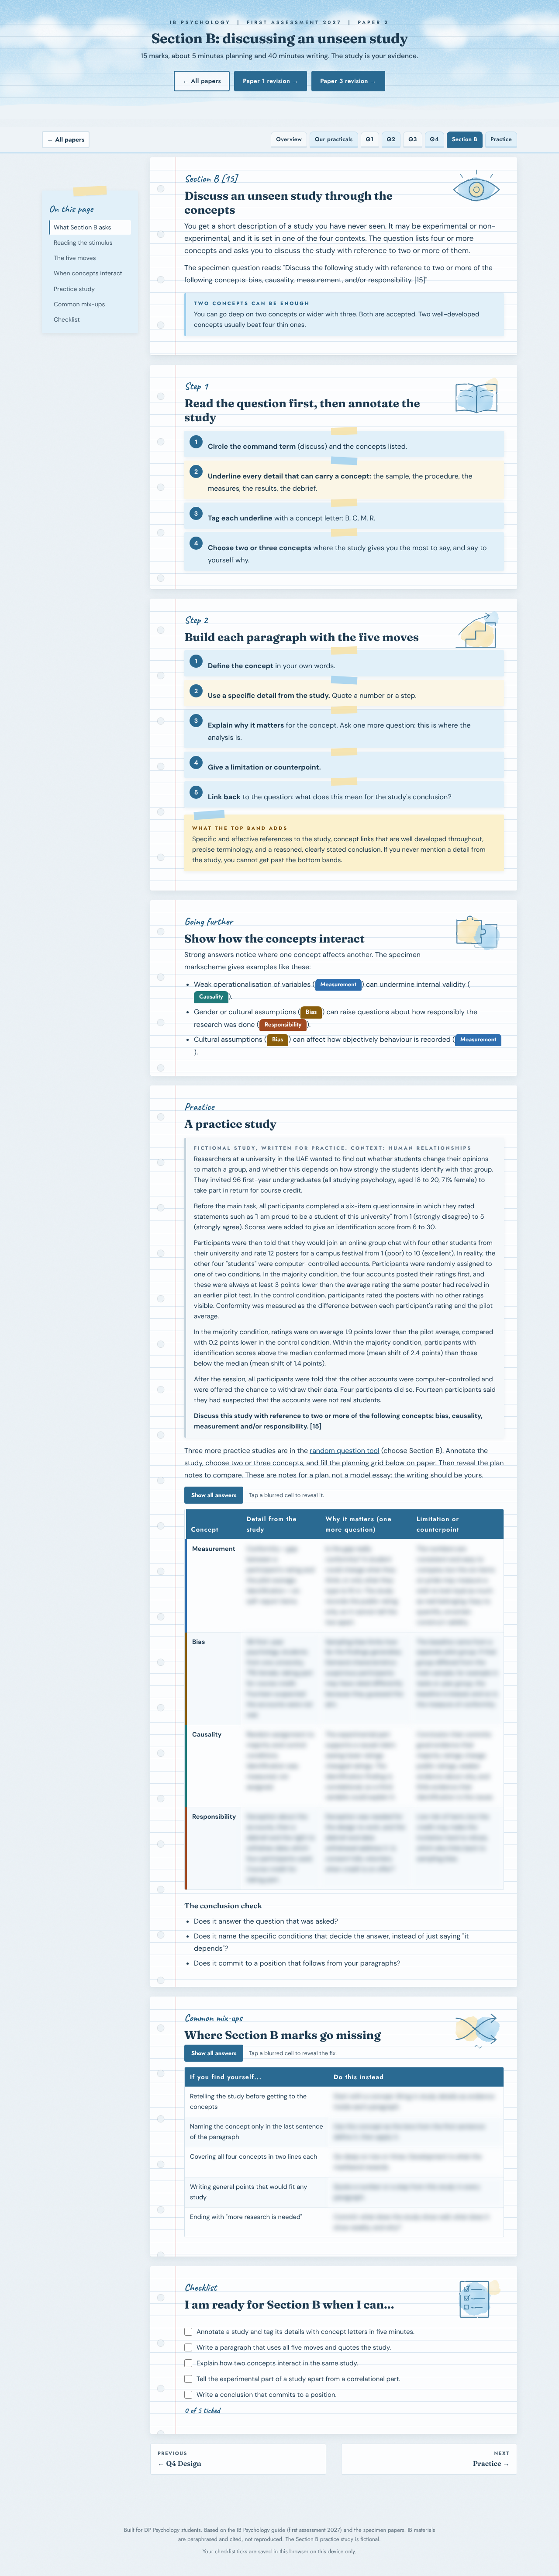 IB PSYCHOLOGY | FIRST ASSESSMENT 2027 | PAPER 2
Section B: discussing an unseen study
15 marks, about 5 minutes planning and 40 minutes writing. The study is your evidence.
← All papers
Paper 1 revision →
Paper 3 revision →
← All papers
Overview
Our practicals
Q1
Q2
Q3
Q4
Section B
Practice
On this page
What Section B asks
Reading the stimulus
The five moves
When concepts interact
Practice study
Common mix-ups
Checklist
Section B [15]
Discuss an unseen study through the
concepts
You get a short description of a study you have never seen. It may be experimental or non-
experimental, and it is set in one of the four contexts. The question lists four or more
concepts and asks you to discuss the study with reference to two or more of them.
The specimen question reads: "Discuss the following study with reference to two or more of the
following concepts: bias, causality, measurement, and/or responsibility. [15]"
TWO CONCEPTS CAN BE ENOUGH
You can go deep on two concepts or wider with three. Both are accepted. Two well-developed
concepts usually beat four thin ones.
Step 1
Read the question first, then annotate the
study
1 Circle the command term (discuss) and the concepts listed.
2 Underline every detail that can carry a concept: the sample, the procedure, the
measures, the results, the debrief.
3 Tag each underline with a concept letter: B, C, M, R.
4 Choose two or three concepts where the study gives you the most to say, and say to
yourself why.
Step 2
Build each paragraph with the five moves
1 Define the concept in your own words.
2 Use a specific detail from the study. Quote a number or a step.
3 Explain why it matters for the concept. Ask one more question: this is where the
analysis is.
4 Give a limitation or counterpoint.
5 Link back to the question: what does this mean for the study's conclusion?
WHAT THE TOP BAND ADDS
Specific and effective references to the study, concept links that are well developed throughout,
precise terminology, and a reasoned, clearly stated conclusion. If you never mention a detail from
the study, you cannot get past the bottom bands.
Going further
Show how the concepts interact
Strong answers notice where one concept affects another. The specimen
markscheme gives examples like these:
• Weak operationalisation of variables (Measurement) can undermine internal validity (
Causality).
• Gender or cultural assumptions (Bias) can raise questions about how responsibly the
research was done (Responsibility).
• Cultural assumptions (Bias) can affect how objectively behaviour is recorded (Measurement
).
Practice
A practice study
FICTIONAL STUDY, WRITTEN FOR PRACTICE. CONTEXT: HUMAN RELATIONSHIPS
Researchers at a university in the UAE wanted to find out whether students change their opinions
to match a group, and whether this depends on how strongly the students identify with that group.
They invited 96 first-year undergraduates (all studying psychology, aged 18 to 20, 71% female) to
take part in return for course credit.
Before the main task, all participants completed a six-item questionnaire in which they rated
statements such as "I am proud to be a student of this university" from 1 (strongly disagree) to 5
(strongly agree). Scores were added to give an identification score from 6 to 30.
Participants were then told that they would join an online group chat with four other students from
their university and rate 12 posters for a campus festival from 1 (poor) to 10 (excellent). In reality, the
other four "students" were computer-controlled accounts. Participants were randomly assigned to
one of two conditions. In the majority condition, the four accounts posted their ratings first, and
these were always at least 3 points lower than the average rating the same poster had received in
an earlier pilot test. In the control condition, participants rated the posters with no other ratings
visible. Conformity was measured as the difference between each participant's rating and the pilot
average.
In the majority condition, ratings were on average 1.9 points lower than the pilot average, compared
with 0.2 points lower in the control condition. Within the majority condition, participants with
identification scores above the median conformed more (mean shift of 2.4 points) than those
below the median (mean shift of 1.4 points).
After the session, all participants were told that the other accounts were computer-controlled and
were offered the chance to withdraw their data. Four participants did so. Fourteen participants said
they had suspected that the accounts were not real students.
Discuss this study with reference to two or more of the following concepts: bias, causality,
measurement and/or responsibility. [15]
Three more practice studies are in the random question tool (choose Section B). Annotate the
study, choose two or three concepts, and fill the planning grid below on paper. Then reveal the plan
notes to compare. These are notes for a plan, not a model essay: the writing should be yours.
Show all answers
Tap a blurred cell to reveal it.
Concept
Detail from the
study
Why it matters (one
more question)
Limitation or
counterpoint
Measurement
Bias
Causality
Responsibility
The conclusion check
• Does it answer the question that was asked?
• Does it name the specific conditions that decide the answer, instead of just saying "it
depends"?
• Does it commit to a position that follows from your paragraphs?
Common mix-ups
Where Section B marks go missing
Show all answers
Tap a blurred cell to reveal the fix.
If you find yourself...
Do this instead
Retelling the study before getting to the
concepts
Naming the concept only in the last sentence
of the paragraph
Covering all four concepts in two lines each
Writing general points that would fit any
study
Ending with "more research is needed"
Checklist
I am ready for Section B when I can...
Annotate a study and tag its details with concept letters in five minutes.
Write a paragraph that uses all five moves and quotes the study.
Explain how two concepts interact in the same study.
Tell the experimental part of a study apart from a correlational part.
Write a conclusion that commits to a position.
0 of 5 ticked
PREVIOUS
← Q4 Design
NEXT
Practice →
Built for DP Psychology students. Based on the IB Psychology guide (first assessment 2027) and the specimen papers. IB materials
are paraphrased and cited, not reproduced. The Section B practice study is fictional.
Your checklist ticks are saved in this browser on this device only.